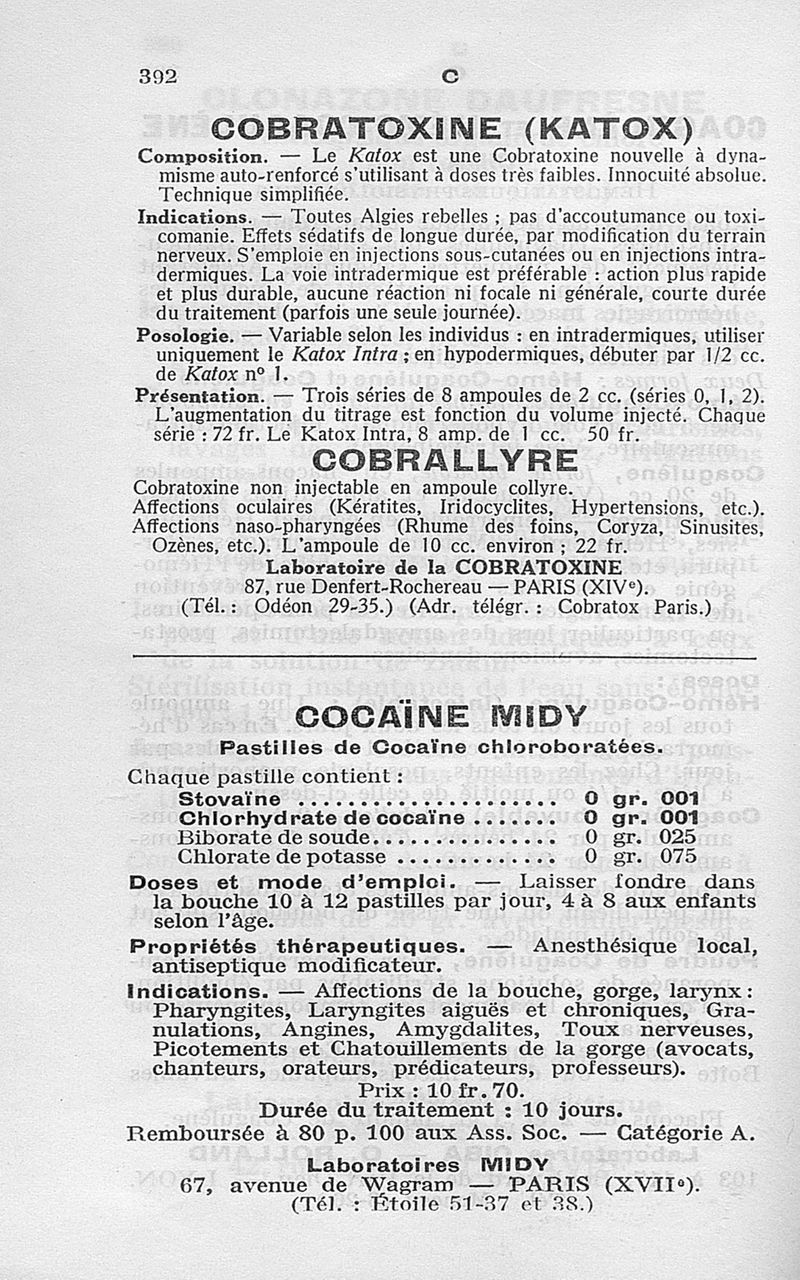 392
C
COBRATOXINE (KATOX)
Composition. — Le Katox est une Cobratoxine nouvelle à dyna-
misme auto-renforcé s'utilisant à doses très faibles. Innocuité absolue.
Technique simplifiée.
Indications. — Toutes Algies rebelles ; pas d'accoutumance ou toxi-
comanie. Effets sédatifs de longue durée, par modification du terrain
nerveux. S'emploie en injections sous-cutanées ou en injections intra-
dermiques. La voie intradermique est préférable : action plus rapide
et plus durable, aucune réaction ni focale ni générale, courte durée
du traitement (parfois une seule journée).
Posologie. — Variable selon les individus : en intradermiques, utiliser
uniquement le Katox Intra ; en hypodermiques, débuter par 1/2 cc.
de Katox n° 1.
Présentation. — Trois séries de 8 ampoules de 2 cc. (séries 0, 1, 2).
L'augmentation du titrage est fonction du volume injecté. Chaque
série : 72 fr. Le Katox Intra, 8 amp. de 1 cc. 50 fr.
COBRALLYRE
Cobratoxine non injectable en ampoule collyre.
Affections oculaires (Kératites, Iridocyclites, Hypertensions, etc.).
Affections naso-pharyngées (Rhume des foins, Coryza, Sinusites,
Ozènes, etc.). L'ampoule de 10 cc. environ ; 22 fr.
Laboratoire de la COBRATOXINE
87, rue Denfert-Rochereau — PARIS (XIVe).
(Tél. : Odéon 29-35.) (Adr. télégr. : Cobratox Paris.)
COCAÏNE MIDY
Pastilles de Cocaïne chloroboratées.
Chaque pastille contient :
Stovaïne ...................... 0 gr. 001
Chlorhydrate de cocaïne ....... 0 gr. 001
Biborate de soude................ 0 gr. 025
Chlorate de potasse .............. 0 gr. 075
Doses et mode d'emploi. — Laisser fondre dans
la bouche 10 à 12 pastilles par jour, 4 à 8 aux enfants
selon l'âge.
Propriétés thérapeutiques. — Anesthésique local,
antiseptique modificateur.
Indications. — Affections de la bouche, gorge, larynx :
Pharyngites, Laryngites aiguës et chroniques, Gra-
nulations, Angines, Amygdalites, Toux nerveuses,
Picotements et Chatouillements de la gorge (avocats,
chanteurs, orateurs, prédicateurs, professeurs).
Prix : 10 fr. 70.
Durée du traitement : 10 jours.
Remboursée à 80 p. 100 aux Ass. Soc. — Catégorie A.
Laboratoires MIDY
67, avenue de Wagram — PARIS (XVIIe).
(Tél. : Étoile 51-37 et 38.)